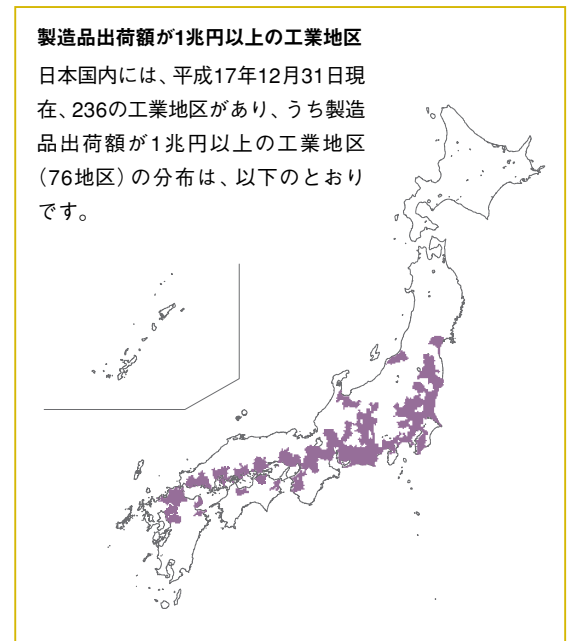 製造品出荷額が1兆円以上の工業地区
日本国内には、平成17年12月31日現
在、236の工業地区があり、うち製造
品出荷額が1兆円以上の工業地区
（76地区）の分布は、以下のとおり
です。